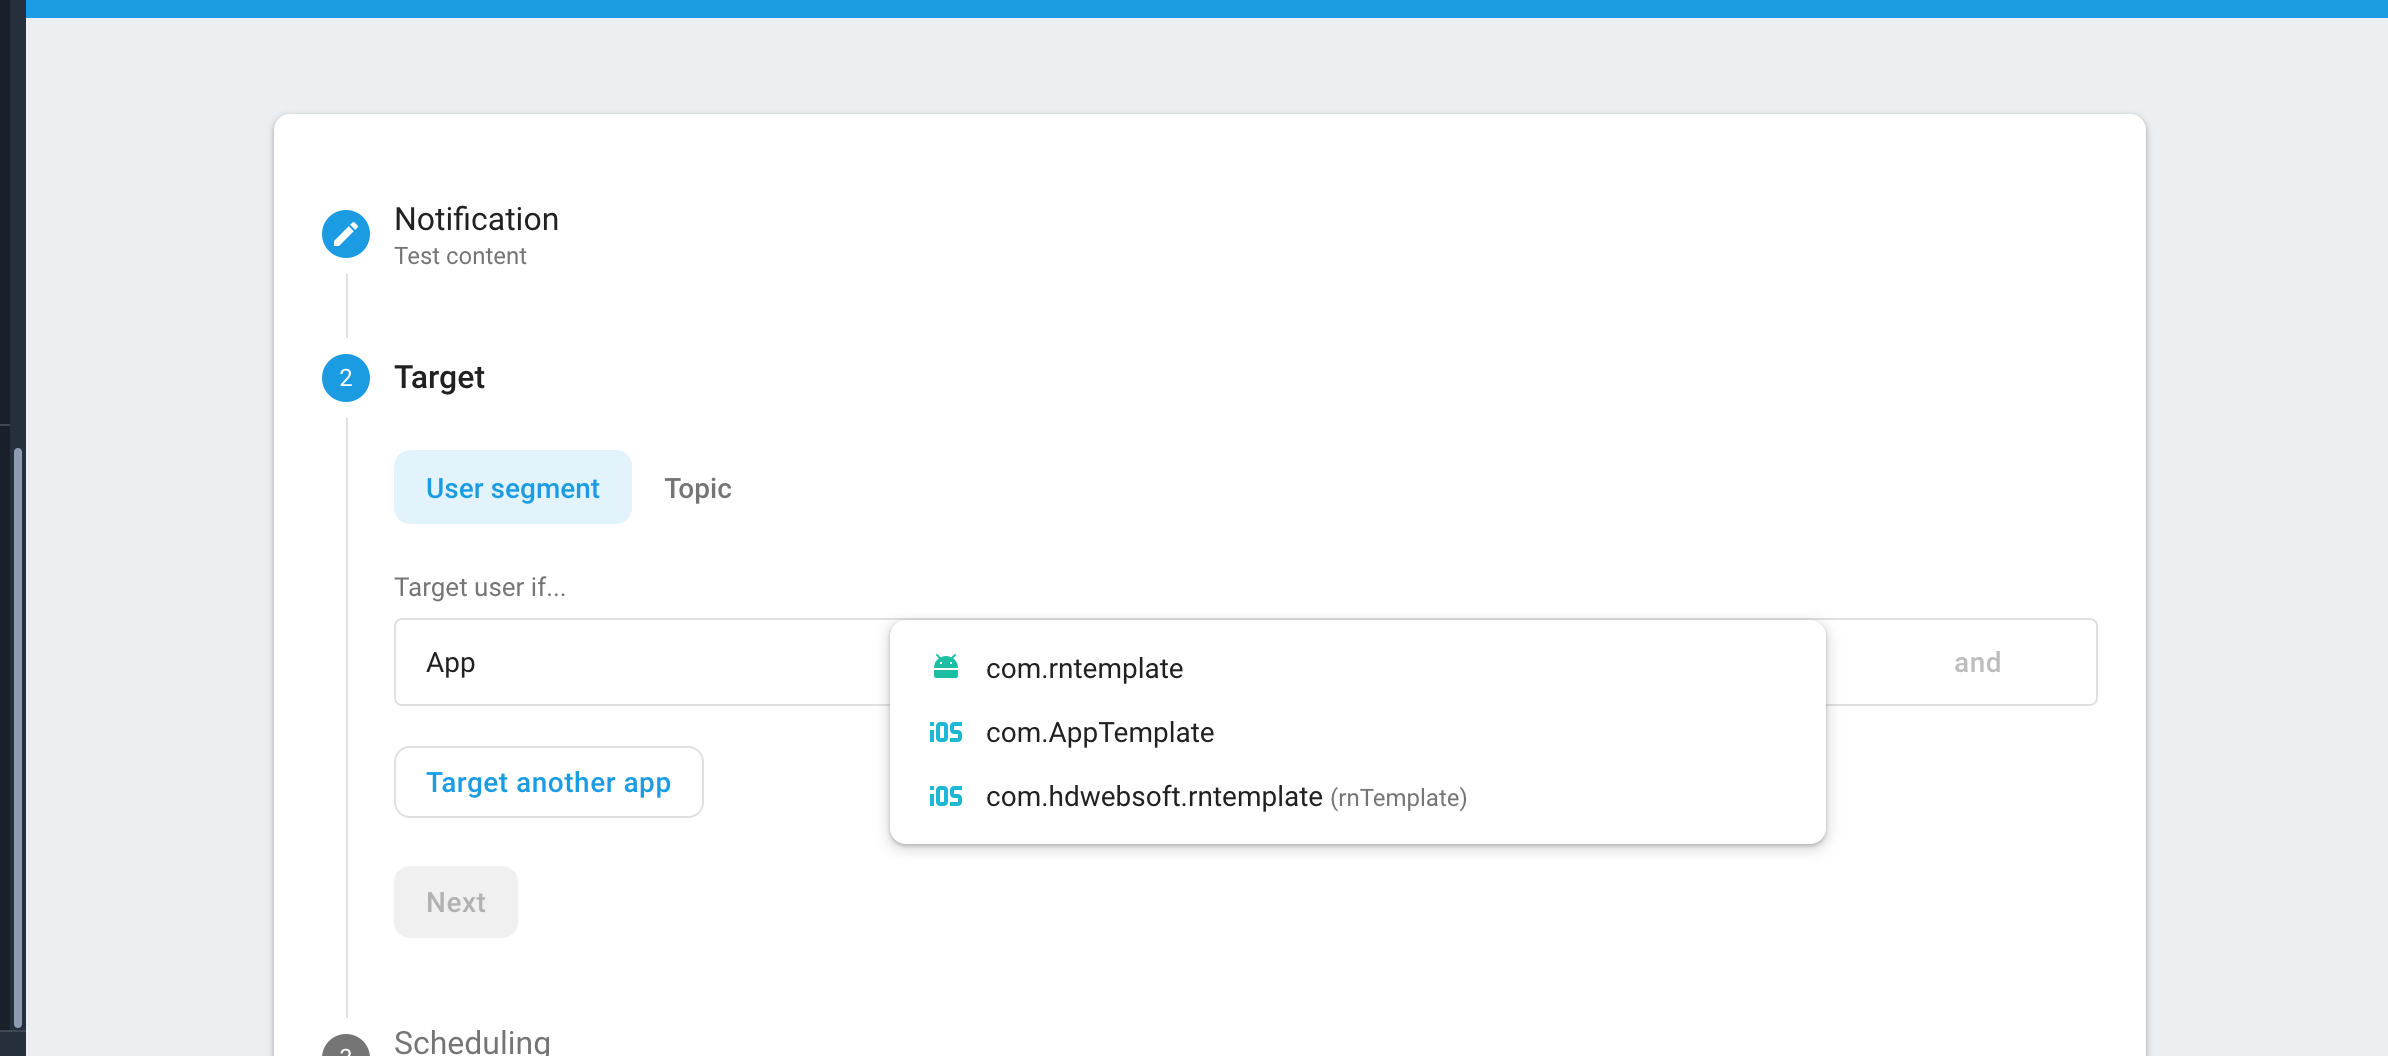 Notification
Test content
2
Target
User segment
Topic
Target user if...
App
and
com.rntemplate
iOS com.AppTemplate
iOS com.hdwebsoft.rntemplate (rnTemplate)
Target another app
Next
Scheduling